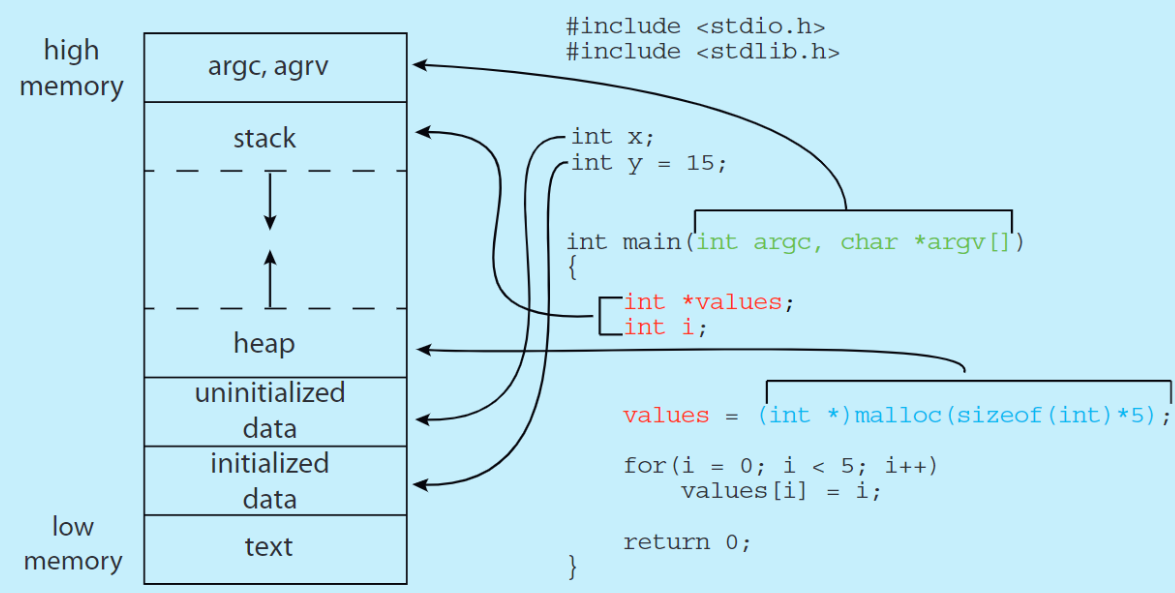 high
memory
argc, agrv
stack
heap
uninitialized
data
initialized
data
low
memory
text
#include <stdio.h>
#include <stdlib.h>
int x;
int y = 15;
int main(int argc, char *argv[])
{
int *values;
int i;
values = (int *)malloc(sizeof(int)*5);
for(i = 0; i < 5; i++)
values[i] = i;
return 0;
}